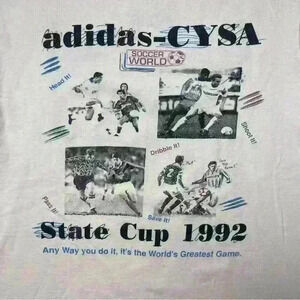 adidas-CYSA
SOCCER
WORLD
Head it!
Shoot it!
Dribble it!
Pass it!
Save it!
State Cup 1992
Any Way you do it, it's the World's Greatest Game.